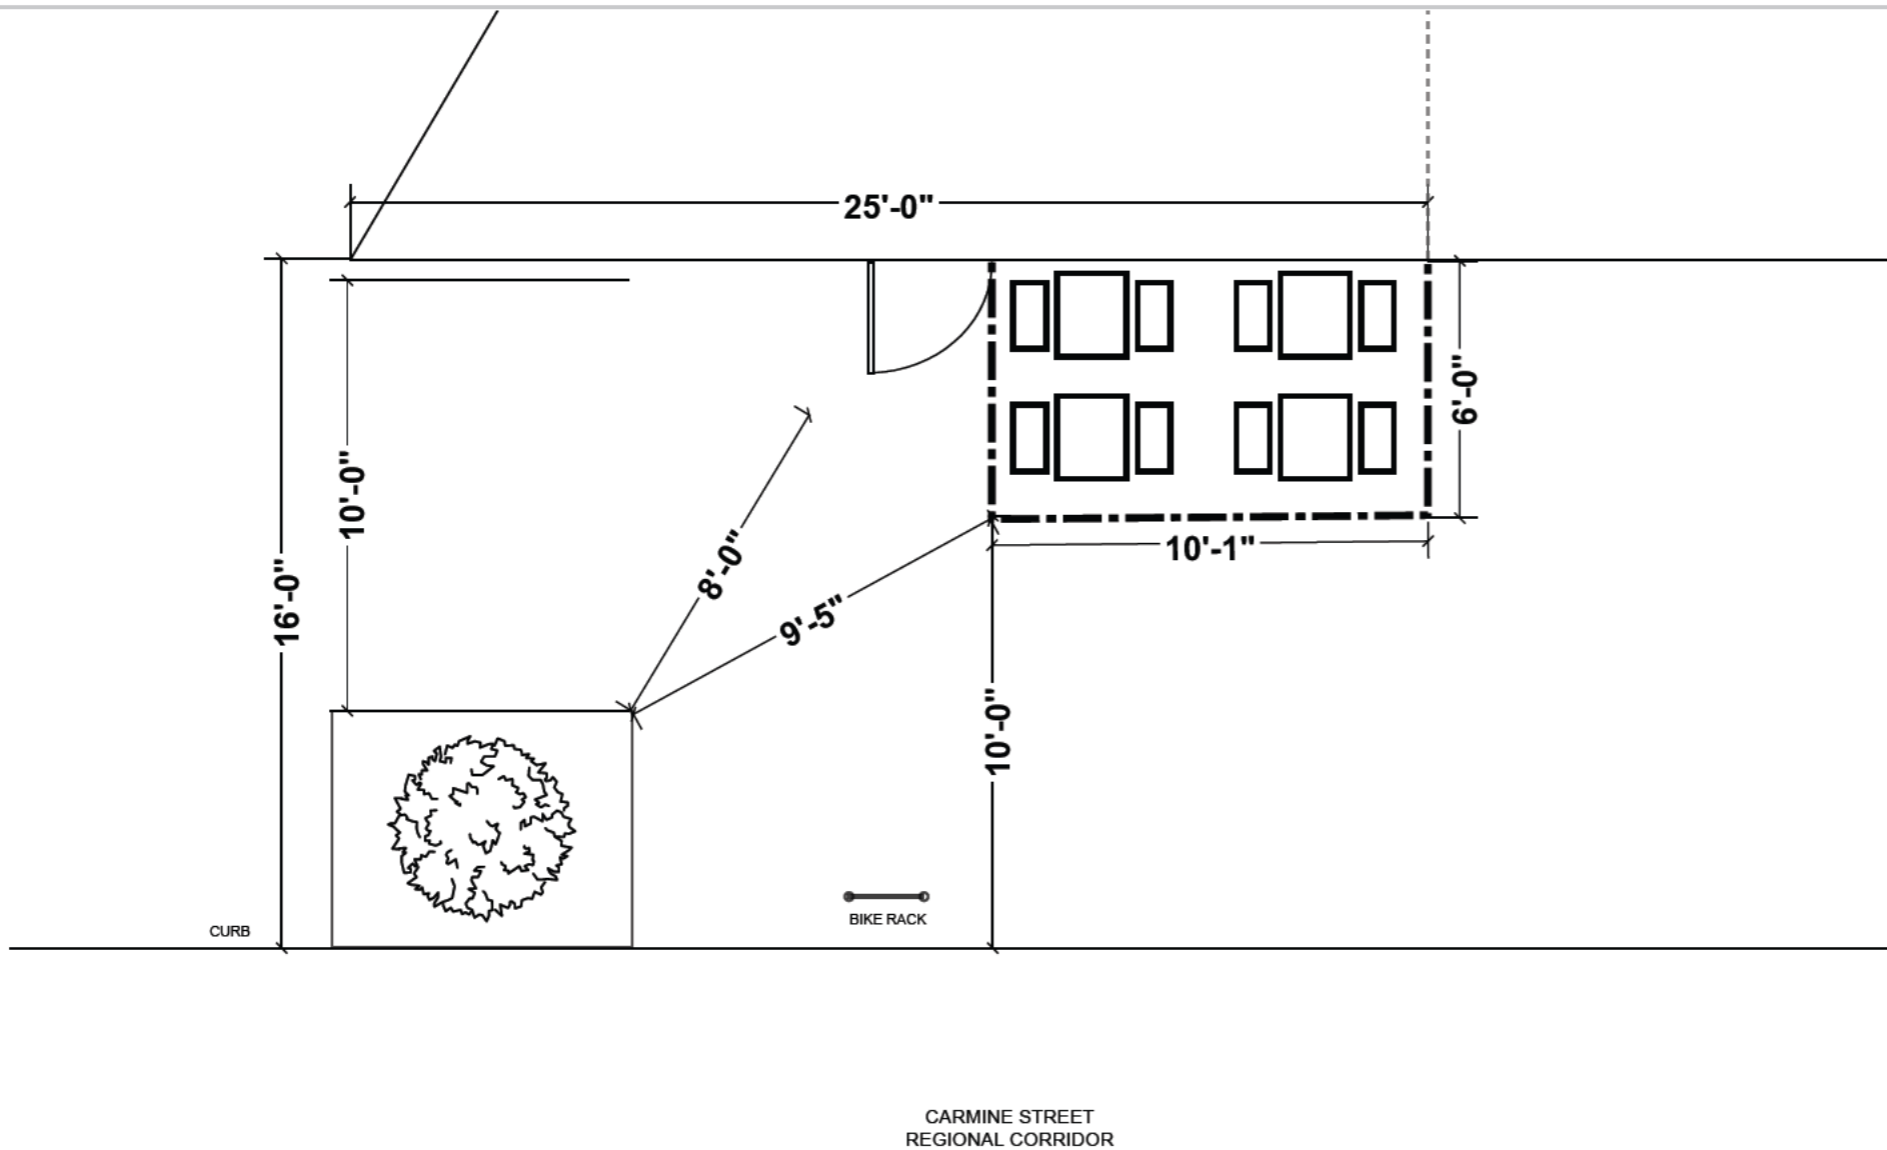 25'-0"
6'-0"
10'-0"
8'-0"
10'-1"
16'-0"
9'-5"
10'-0"
BIKE RACK
CURB
CARMINE STREET
REGIONAL CORRIDOR